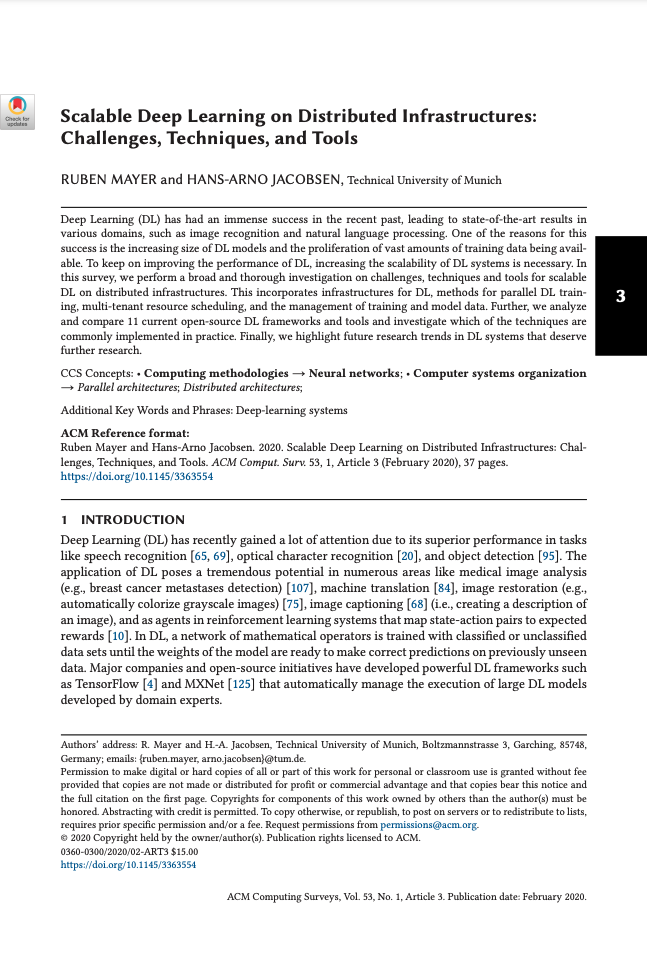 Check for
updates
Scalable Deep Learning on Distributed Infrastructures:
Challenges, Techniques, and Tools
RUBEN MAYER and HANS-ARNO JACOBSEN, Technical University of Munich
Deep Learning (DL) has had an immense success in the recent past, leading to state-of-the-art results in
various domains, such as image recognition and natural language processing. One of the reasons for this
success is the increasing size of DL models and the proliferation of vast amounts of training data being avail-
able. To keep on improving the performance of DL, increasing the scalability of DL systems is necessary. In
this survey, we perform a broad and thorough investigation on challenges, techniques and tools for scalable
DL on distributed infrastructures. This incorporates infrastructures for DL, methods for parallel DL train-
ing, multi-tenant resource scheduling, and the management of training and model data. Further, we analyze
and compare 11 current open-source DL frameworks and tools and investigate which of the techniques are
commonly implemented in practice. Finally, we highlight future research trends in DL systems that deserve
further research.
3
CCS Concepts: • Computing methodologies → Neural networks; • Computer systems organization
→ Parallel architectures; Distributed architectures;
Additional Key Words and Phrases: Deep-learning systems
ACM Reference format:
Ruben Mayer and Hans-Arno Jacobsen. 2020. Scalable Deep Learning on Distributed Infrastructures: Chal-
lenges, Techniques, and Tools. ACM Comput. Surv. 53, 1, Article 3 (February 2020), 37 pages.
https://doi.org/10.1145/3363554
1 INTRODUCTION
Deep Learning (DL) has recently gained a lot of attention due to its superior performance in tasks
like speech recognition [65, 69], optical character recognition [20], and object detection [95]. The
application of DL poses a tremendous potential in numerous areas like medical image analysis
(e.g., breast cancer metastases detection) [107], machine translation [84], image restoration (e.g.,
automatically colorize grayscale images) [75], image captioning [68] (i.e., creating a description of
an image), and as agents in reinforcement learning systems that map state-action pairs to expected
rewards [10]. In DL, a network of mathematical operators is trained with classified or unclassified
data sets until the weights of the model are ready to make correct predictions on previously unseen
data. Major companies and open-source initiatives have developed powerful DL frameworks such
as TensorFlow [4] and MXNet [125] that automatically manage the execution of large DL models
developed by domain experts.
Authors' address: R. Mayer and H.-A. Jacobsen, Technical University of Munich, Boltzmannstrasse 3, Garching, 85748,
Germany; emails: {ruben.mayer, arno.jacobsen}@tum.de.
Permission to make digital or hard copies of all or part of this work for personal or classroom use is granted without fee
provided that copies are not made or distributed for profit or commercial advantage and that copies bear this notice and
the full citation on the first page. Copyrights for components of this work owned by others than the author(s) must be
honored. Abstracting with credit is permitted. To copy otherwise, or republish, to post on servers or to redistribute to lists,
requires prior specific permission and/or a fee. Request permissions from permissions@acm.org.
© 2020 Copyright held by the owner/author(s). Publication rights licensed to ACM.
0360-0300/2020/02-ART3 $15.00
https://doi.org/10.1145/3363554
ACM Computing Surveys, Vol. 53, No. 1, Article 3. Publication date: February 2020.